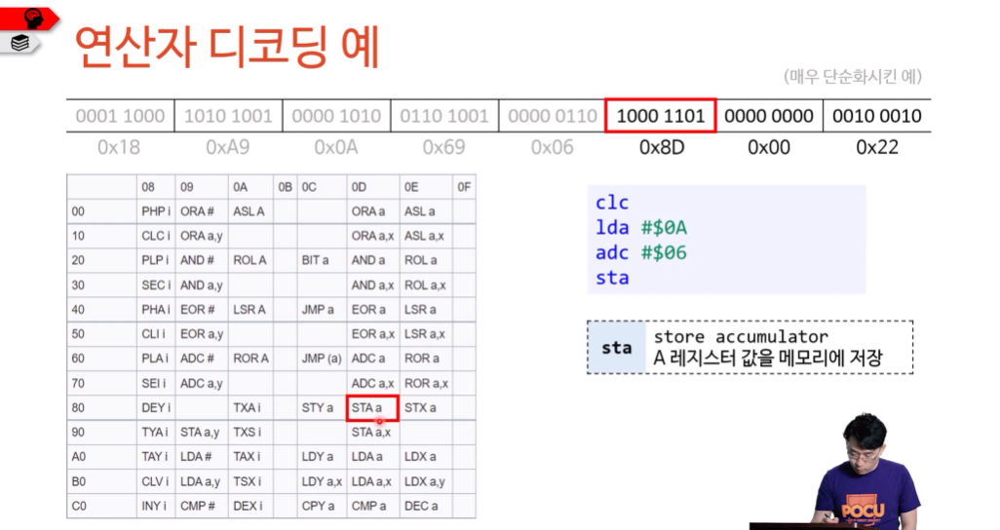 연산자 디코딩 예
(매우 단순화시킨 예)
0001 1000 1010 1001 0000 1010 0110 1001 0000 0110 1000 1101 0000 0000 0010 0010
0x18 0xA9 0x0A 0x69 0x06 0x8D 0x00 0x22
08 09 0A 0B 0C 0D 0E 0F
00 PHP i ORA # ASL A ORA a ASL a
10 CLC i ORA a,y ORA a,x ASL a,x
20 PLP i AND # ROL A BIT a AND a ROL a
30 SEC i AND a,y AND a,x ROL a,x
40 PHA i EOR # LSR A JMP a EOR a LSR a
50 CLI i EOR a,y EOR a,x LSR a,x
60 PLA i ADC # ROR A JMP (a) ADC a ROR a
70 SEI i ADC a,y ADC a,x ROR a,x
80 DEY i TXA i STY a STA a STX a
90 TYA i STA a,y TXS i STA a,x
A0 TAY i LDA # TAX i LDY a LDA a LDX a
B0 CLV i LDA a,y TSX i LDY a,x LDA a,x LDX a,y
C0 INY i CMP # DEX i CPY a CMP a DEC a
clc
lda #$0A
adc #$06
sta
sta
store accumulator
A 레지스터 값을 메모리에 저장
POCU